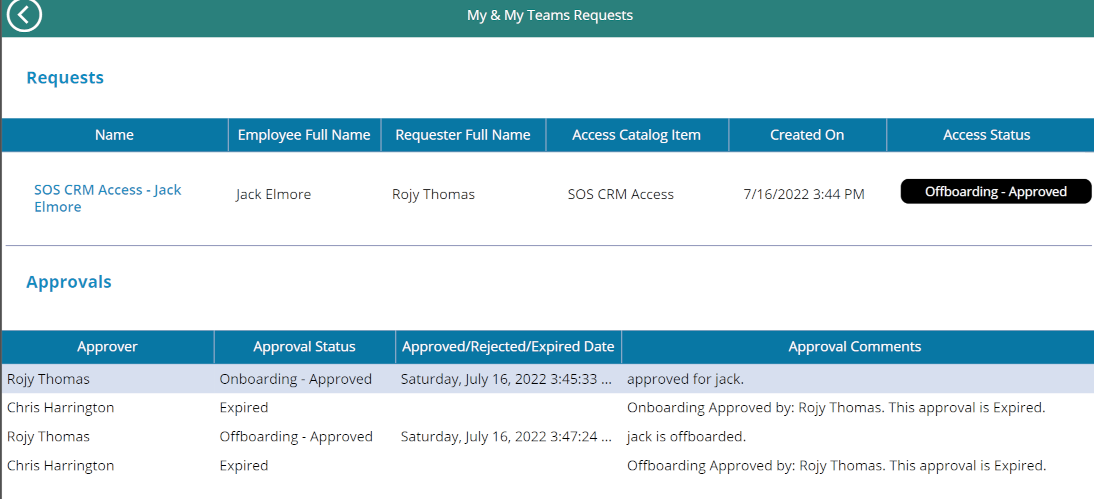 My & My Teams Requests
Requests
Name Employee Full Name Requester Full Name Access Catalog Item Created On Access Status
SOS CRM Access - Jack
Elmore
Jack Elmore Rojy Thomas SOS CRM Access 7/16/2022 3:44 PM Offboarding - Approved
Approvals
Approver Approval Status Approved/Rejected/Expired Date Approval Comments
Rojy Thomas Onboarding - Approved Saturday, July 16, 2022 3:45:33 ... approved for jack.
Chris Harrington Expired Onboarding Approved by: Rojy Thomas. This approval is Expired.
Rojy Thomas Offboarding - Approved Saturday, July 16, 2022 3:47:24 ... jack is offboarded.
Chris Harrington Expired Offboarding Approved by: Rojy Thomas. This approval is Expired.